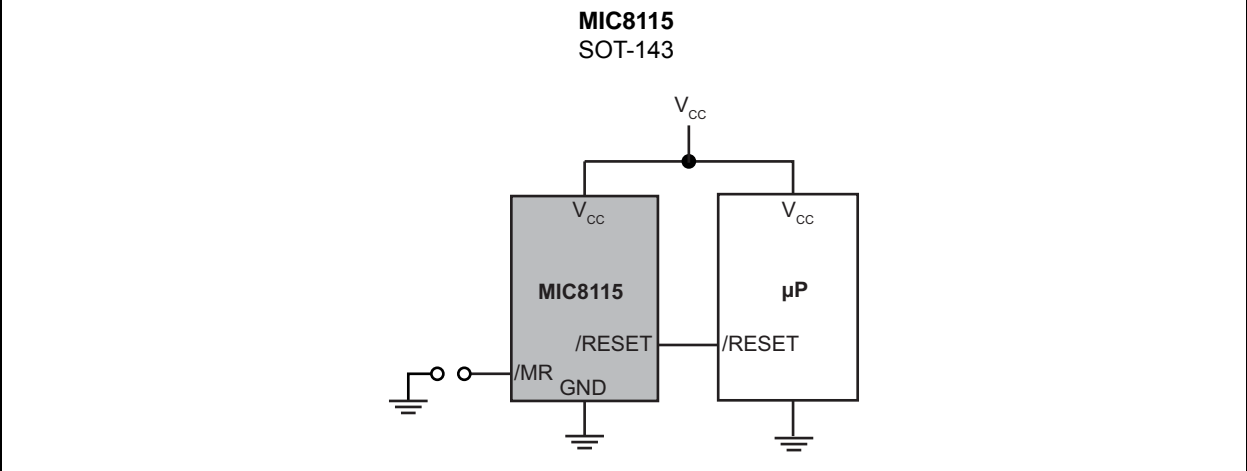 MIC8115
SOT-143
VCC
VCC
VCC
MIC8115
µP
/RESET
/RESET
/MR
GND